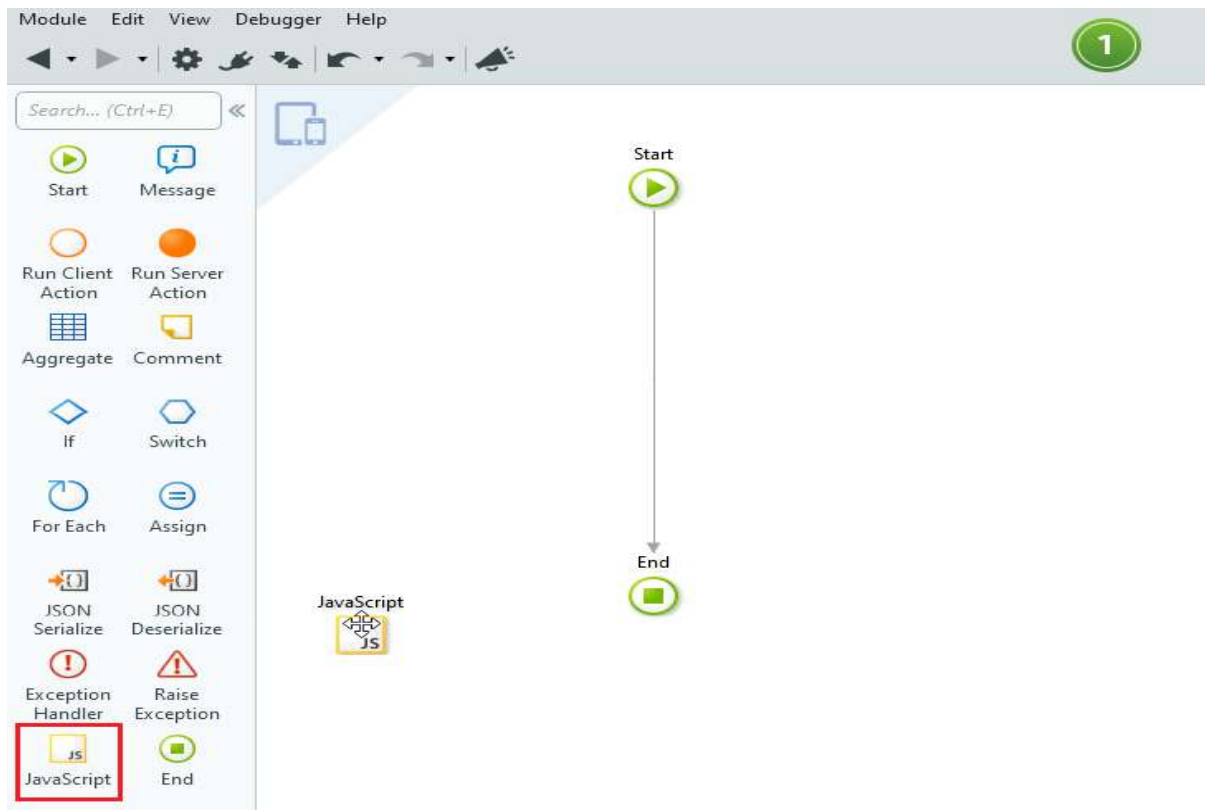 Module Edit View Debugger Help
1
Search... (Ctrl+E)
Start Message
Run Client Run Server
Action Action
Aggregate Comment
If Switch
For Each Assign
JSON JSON
Serialize Deserialize
Exception Raise
Handler Exception
JS
JavaScript End
Start
End
JavaScript
JS